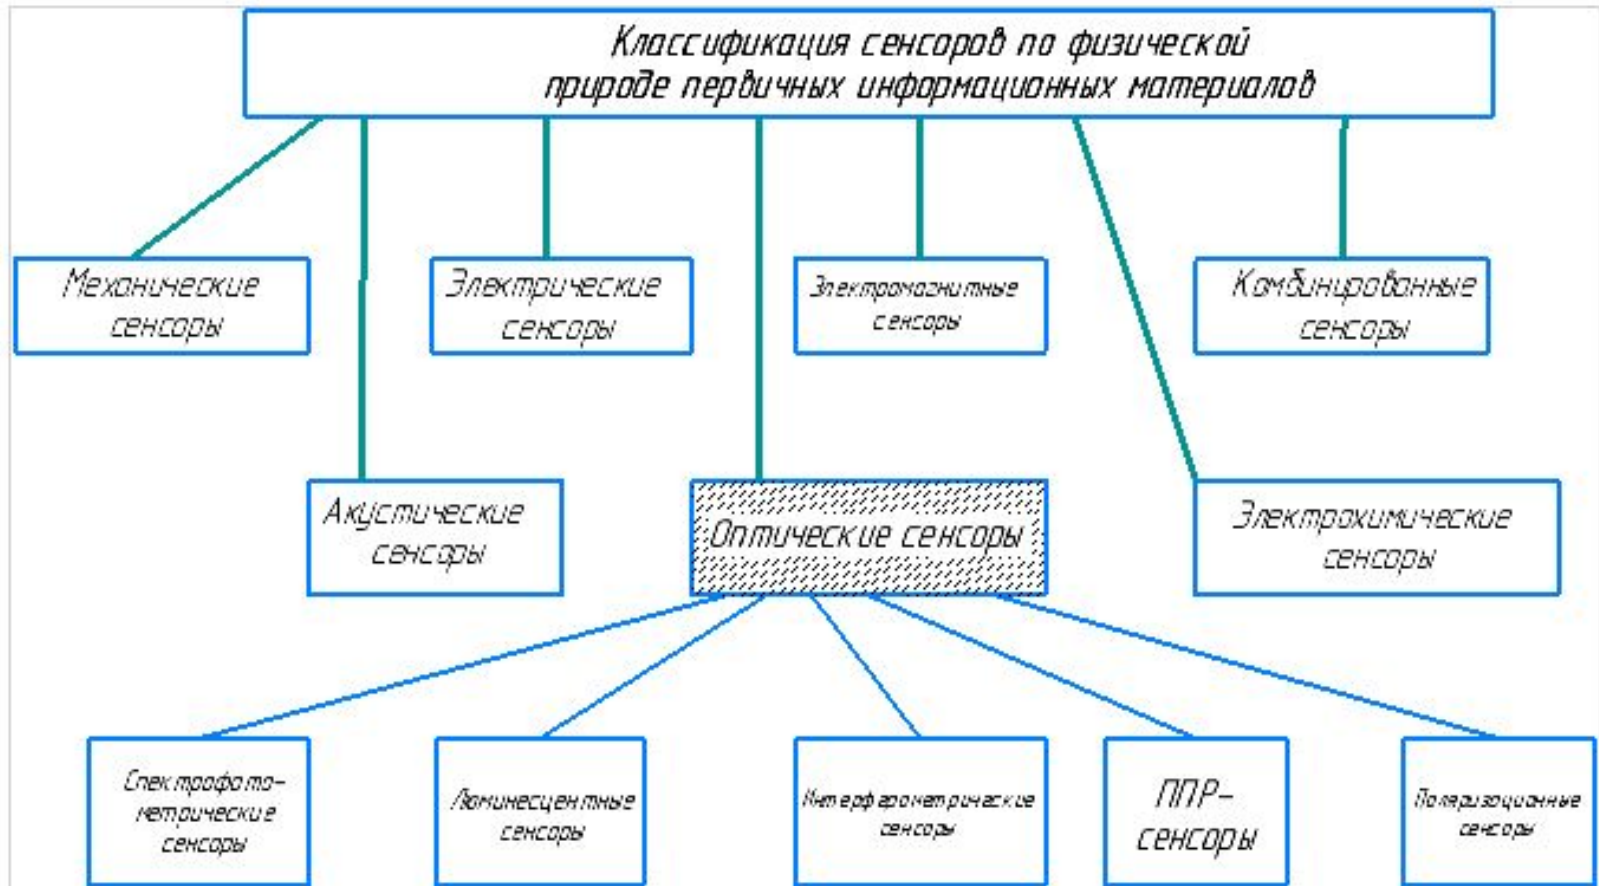 Классификация сенсоров по физической
природе первичных информационных материалов
Механические
сенсоры
Электрические
сенсоры
Электромагнитные
сенсоры
Комбинированные
сенсоры
Акустические
сенсоры
Оптические сенсоры
Электрохимические
сенсоры
Спектрофото-
метрические
сенсоры
Люминесцентные
сенсоры
Интерферометрические
сенсоры
ППР-
сенсоры
Поляризационные
сенсоры